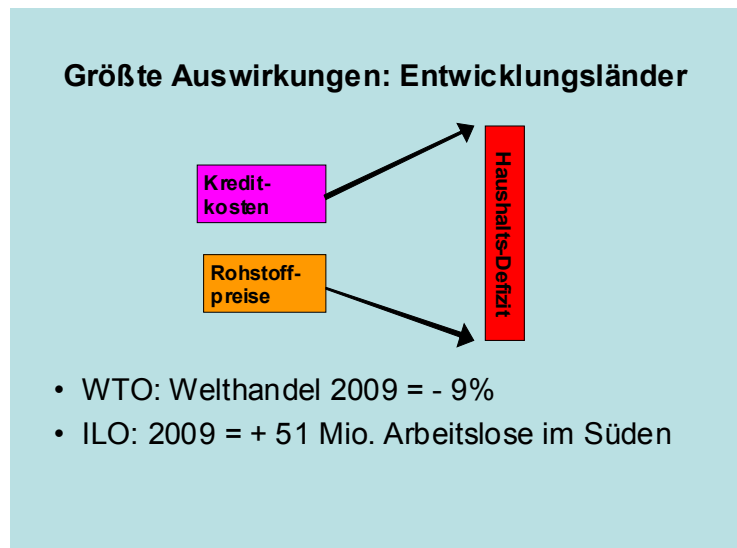 Größte Auswirkungen: Entwicklungsländer
Kredit-
kosten
Haushalts-Defizit
Rohstoff-
preise
• WTO: Welthandel 2009 = - 9%
• ILO: 2009 = + 51 Mio. Arbeitslose im Süden